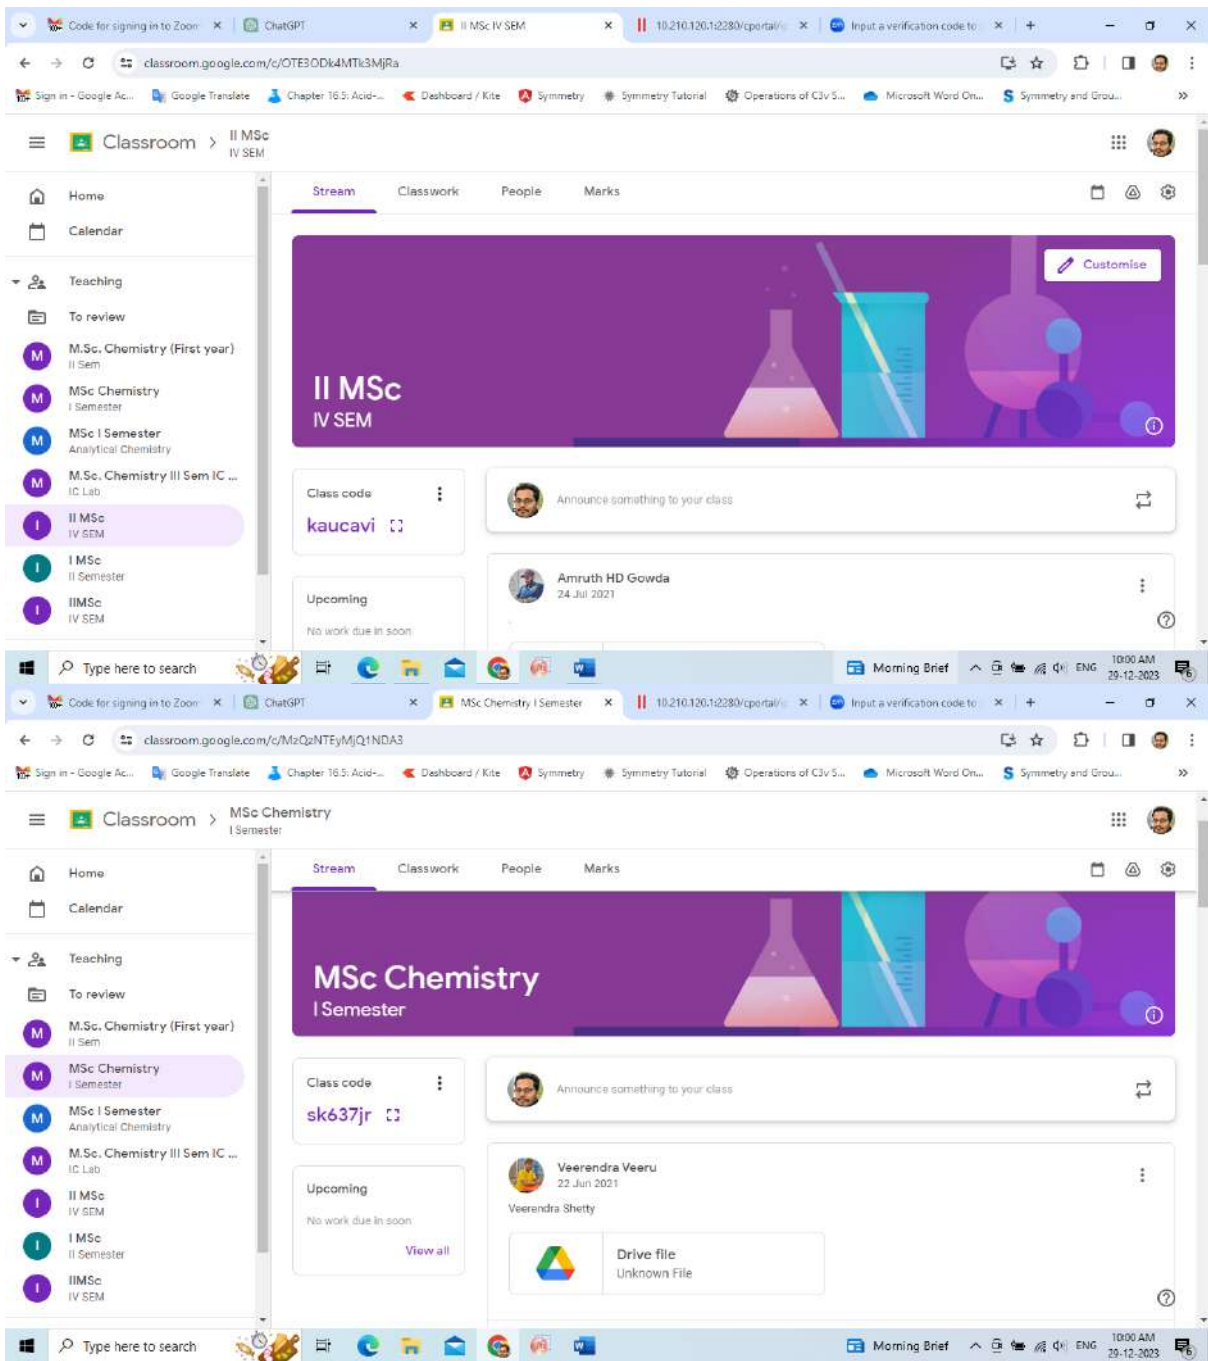 Code for signing in to Zoom
ChatGPT
II MSc IV SEM
10.210.120.1:2280/cportal/
Input a verification code to
classroom.google.com/c/OTE3ODk4MTk3MjRa
Sign in - Google Ac...
Google Translate
Chapter 16.5: Acid-...
Dashboard / Kite
Symmetry
Symmetry Tutorial
Operations of C3v S...
Microsoft Word On...
Symmetry and Grou...
Classroom > II MSc
IV SEM
Home
Calendar
Teaching
To review
M M.Sc. Chemistry (First year)
II Sem
M MSc Chemistry
I Semester
M MSc I Semester
Analytical Chemistry
M M.Sc. Chemistry III Sem IC ...
IC Lab
I II MSc
IV SEM
I I MSc
II Semester
I IIMSc
IV SEM
Stream Classwork People Marks
Customise
II MSc
IV SEM
Class code
kaucavi
Upcoming
No work due in soon
Announce something to your class
Amruth HD Gowda
24 Jul 2021
Type here to search
Morning Brief
ENG
10:00 AM
29-12-2023
6
Code for signing in to Zoom
ChatGPT
MSc Chemistry I Semester
10.210.120.1:2280/cportal/
Input a verification code to
classroom.google.com/c/MzQzNTEyMjQ1NDA3
Sign in - Google Ac...
Google Translate
Chapter 16.5: Acid-...
Dashboard / Kite
Symmetry
Symmetry Tutorial
Operations of C3v S...
Microsoft Word On...
Symmetry and Grou...
Classroom > MSc Chemistry
I Semester
Home
Calendar
Teaching
To review
M M.Sc. Chemistry (First year)
II Sem
M MSc Chemistry
I Semester
M MSc I Semester
Analytical Chemistry
M M.Sc. Chemistry III Sem IC ...
IC Lab
I II MSc
IV SEM
I I MSc
II Semester
I IIMSc
IV SEM
Stream Classwork People Marks
MSc Chemistry
I Semester
Class code
sk637jr
Upcoming
No work due in soon
View all
Announce something to your class
Veerendra Veeru
22 Jun 2021
Veerendra Shetty
Drive file
Unknown File
Type here to search
Morning Brief
ENG
10:00 AM
29-12-2023
6